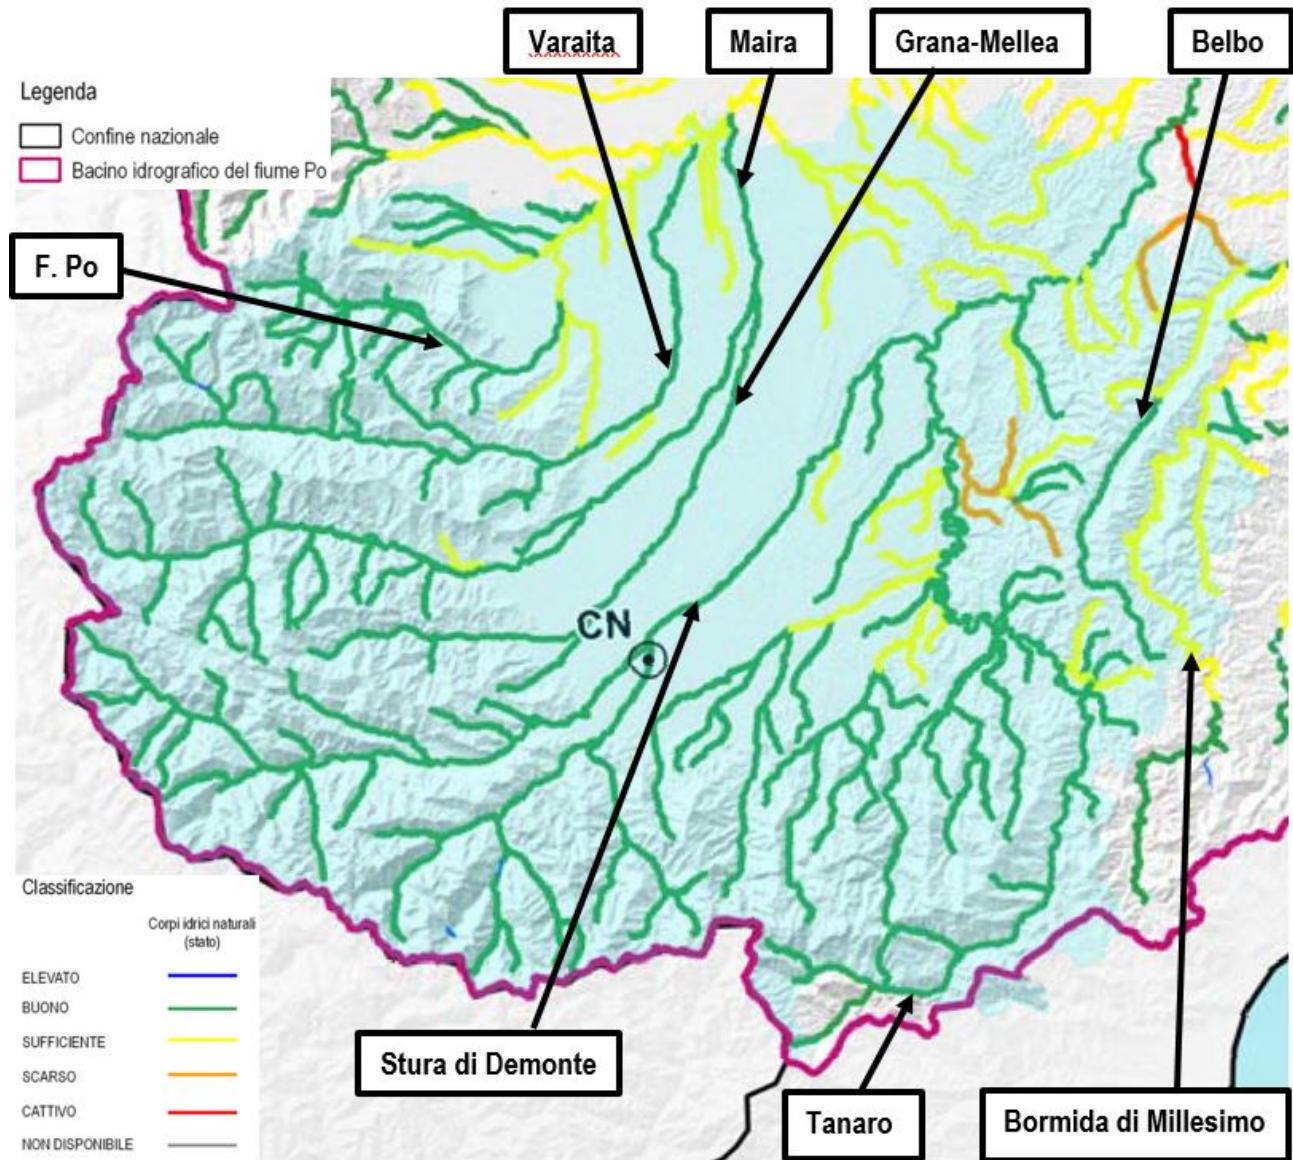 Varaita
Maira
Grana-Mellea
Belbo
Legenda
Confine nazionale
Bacino idrografico del fiume Po
F. Po
CN
Classificazione
Corpi idrici naturali
(stato)
ELEVATO
BUONO
SUFFICIENTE
SCARSO
CATTIVO
NON DISPONIBILE
Stura di Demonte
Tanaro
Bormida di Millesimo